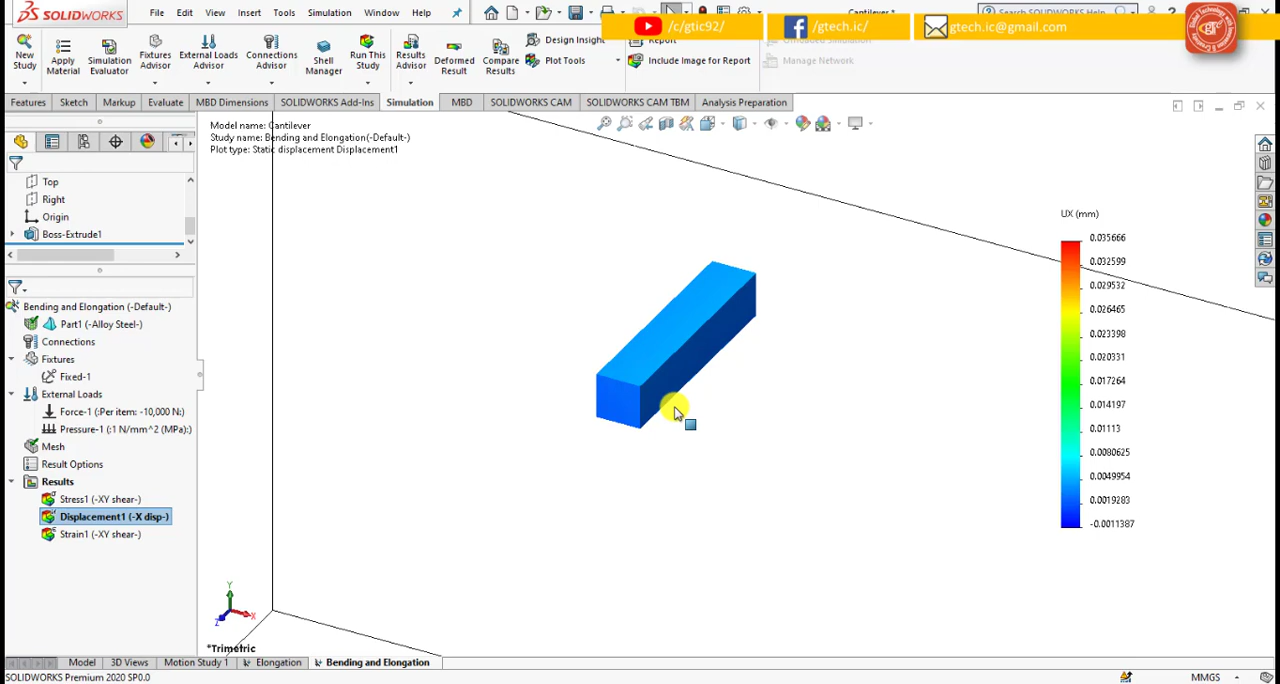 SOLIDWORKS
File Edit View Insert Tools Simulation Window Help
Cantilever *
Search SOLIDWORKS Help
/c/gtic92/
/gtech.ic/
gtech.ic@gmail.com
New Study
Apply Material
Simulation Evaluator
Fixtures Advisor
External Loads Advisor
Connections Advisor
Shell Manager
Run This Study
Results Advisor
Deformed Result
Compare Results
Design Insight
Plot Tools
Report
Include Image for Report
Manage Network
Features Sketch Markup Evaluate MBD Dimensions SOLIDWORKS Add-Ins Simulation MBD SOLIDWORKS CAM SOLIDWORKS CAM TBM Analysis Preparation
Model name: Cantilever
Study name: Bending and Elongation(-Default-)
Plot type: Static displacement Displacement1
Top
Right
Origin
Boss-Extrude1
Bending and Elongation (-Default-)
Part1 (-Alloy Steel-)
Connections
Fixtures
Fixed-1
External Loads
Force-1 (:Per item: -10,000 N:)
Pressure-1 (:1 N/mm^2 (MPa):)
Mesh
Result Options
Results
Stress1 (-XY shear-)
Displacement1 (-X disp-)
Strain1 (-XY shear-)
UX (mm)
0.035666
0.032599
0.029532
0.026465
0.023398
0.020331
0.017264
0.014197
0.01113
0.0080625
0.0049954
0.0019283
-0.0011387
Y
X
Z
*Trimetric
Model 3D Views Motion Study 1 Elongation Bending and Elongation
SOLIDWORKS Premium 2020 SP0.0
MMGS